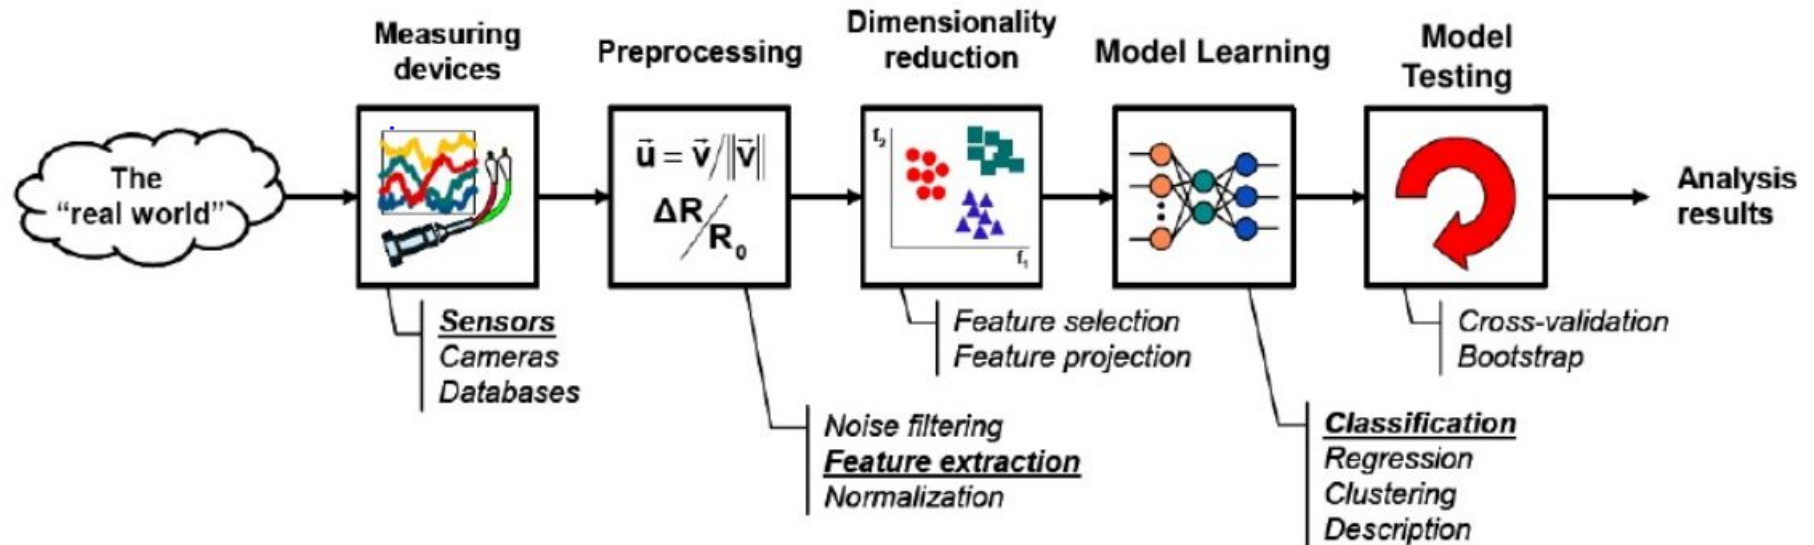 Measuring
devices
Preprocessing
Dimensionality
reduction
Model Learning
Model
Testing
The
“real world”
u⃗ = v⃗/‖v⃗‖
ΔR/R₀
f₂
f₁
Analysis
results
Sensors
Cameras
Databases
Noise filtering
Feature extraction
Normalization
Feature selection
Feature projection
Classification
Regression
Clustering
Description
Cross-validation
Bootstrap